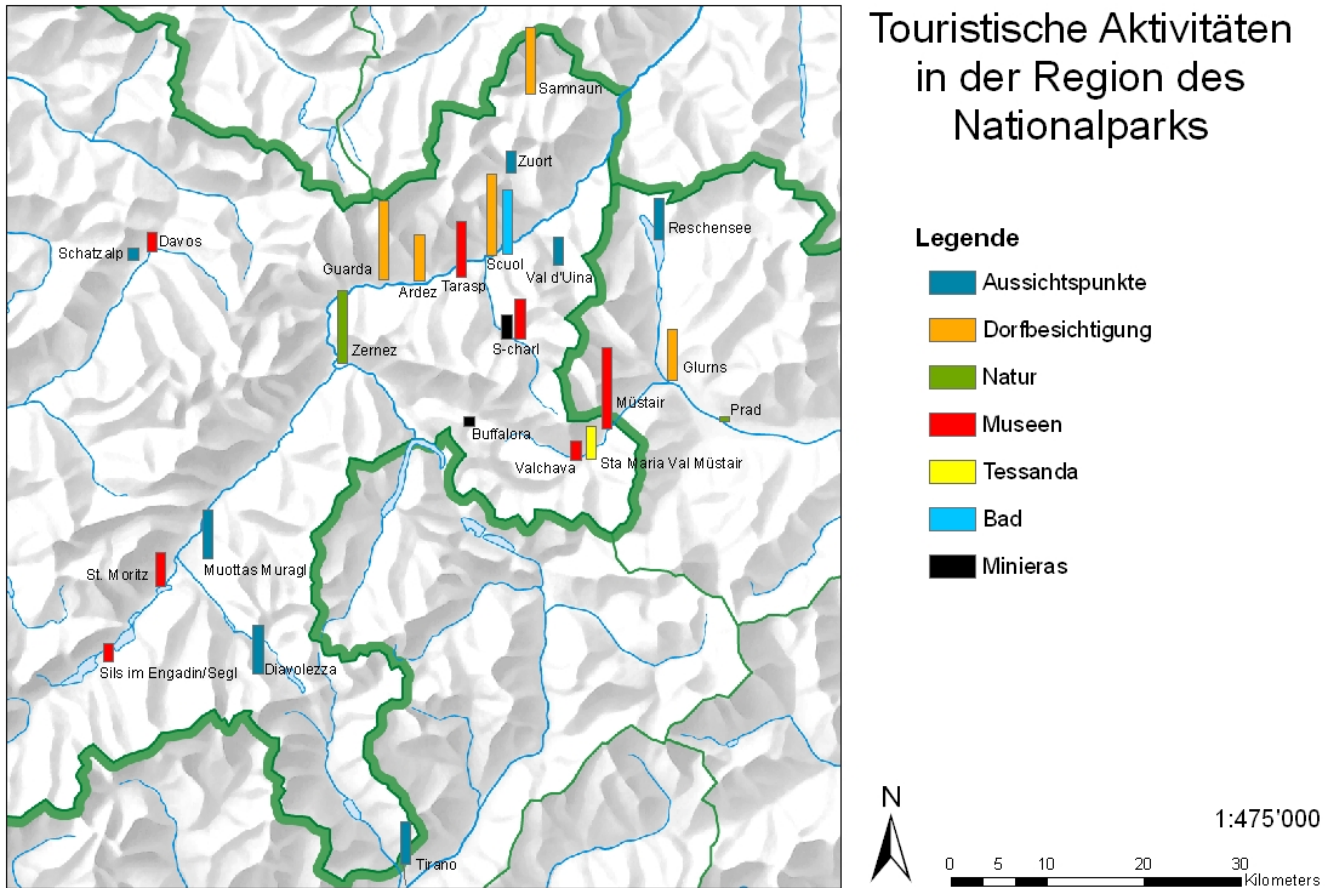 Touristische Aktivitäten
in der Region des
Nationalparks
Samnaun
Zuort
Reschensee
Davos
Schatzalp
Guarda
Ardez
Tarasp
Scuol
Val d'Uina
Zernez
S-charl
Glurns
Müstair
Prad
Buffalora
Valchava
Sta Maria Val Müstair
St. Moritz
Muottas Muragl
Sils im Engadin/Segl
Diavolezza
Tirano
Legende
Aussichtspunkte
Dorfbesichtigung
Natur
Museen
Tessanda
Bad
Minieras
N
1:475'000
0 5 10 20 30
Kilometers